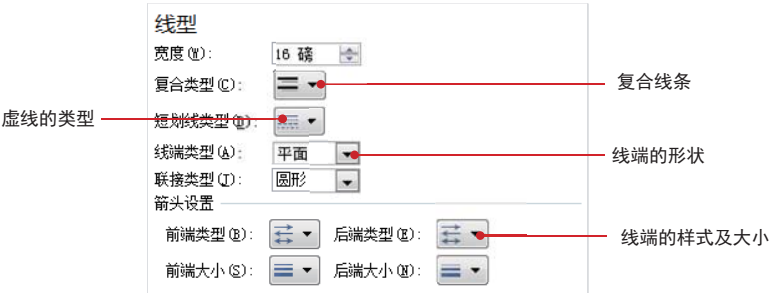 线型
宽度(W): 16 磅
复合类型(C):
复合线条
虚线的类型
短划线类型(D):
线端类型(A): 平面
线端的形状
联接类型(J): 圆形
箭头设置
前端类型(B): 后端类型(E):
线端的样式及大小
前端大小(S): 后端大小(N):